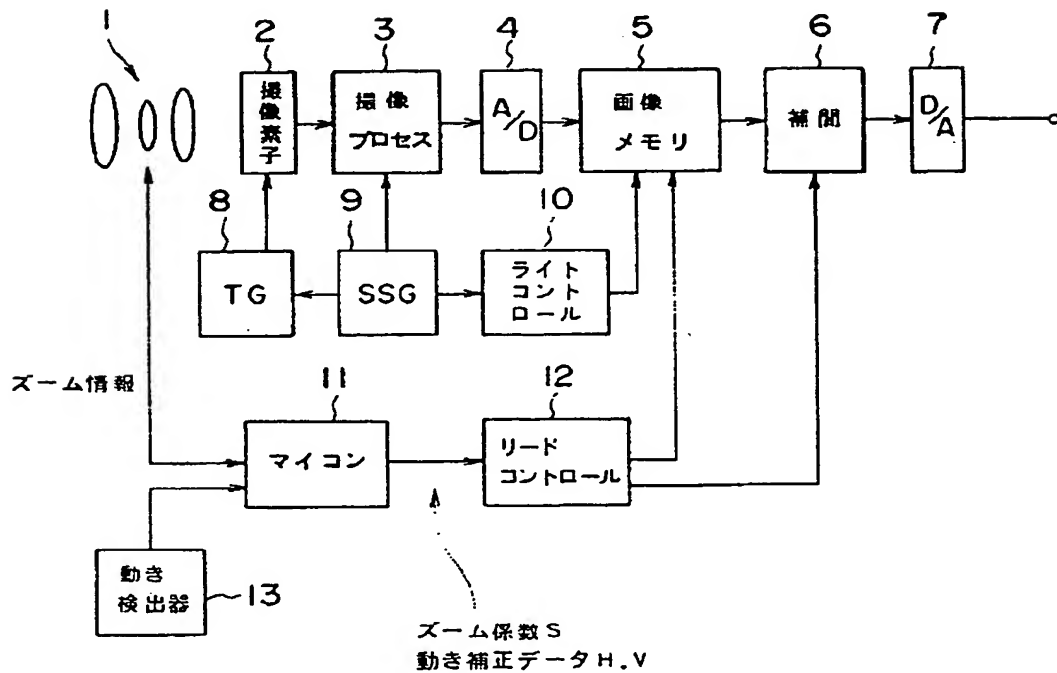 1
2
3
4
5
6
7
撮像素子
撮像
プロセス
A/D
画像
メモリ
補間
D/A
8
9
10
TG
SSG
ライト
コント
ロール
ズーム情報
11
12
マイコン
リード
コントロール
動き
検出器
13
ズーム係数S
動き補正データH.V